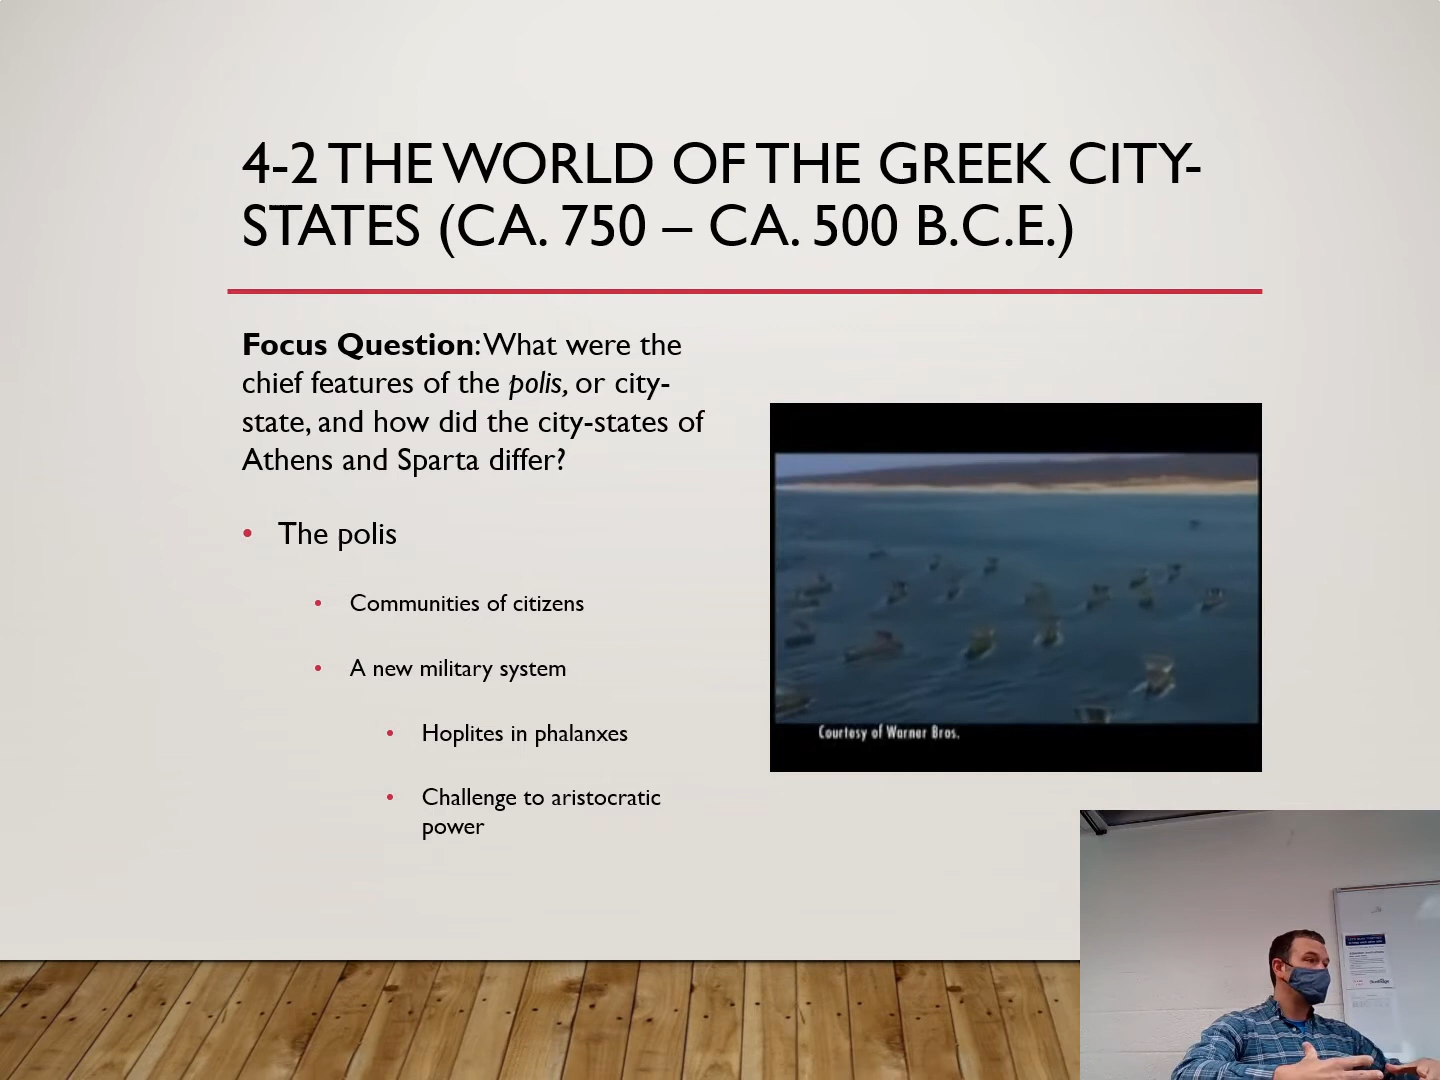 4-2 THE WORLD OF THE GREEK CITY-
STATES (CA. 750 – CA. 500 B.C.E.)
Focus Question: What were the
chief features of the polis, or city-
state, and how did the city-states of
Athens and Sparta differ?
• The polis
• Communities of citizens
• A new military system
• Hoplites in phalanxes
• Challenge to aristocratic
power
Courtesy of Warner Bros.